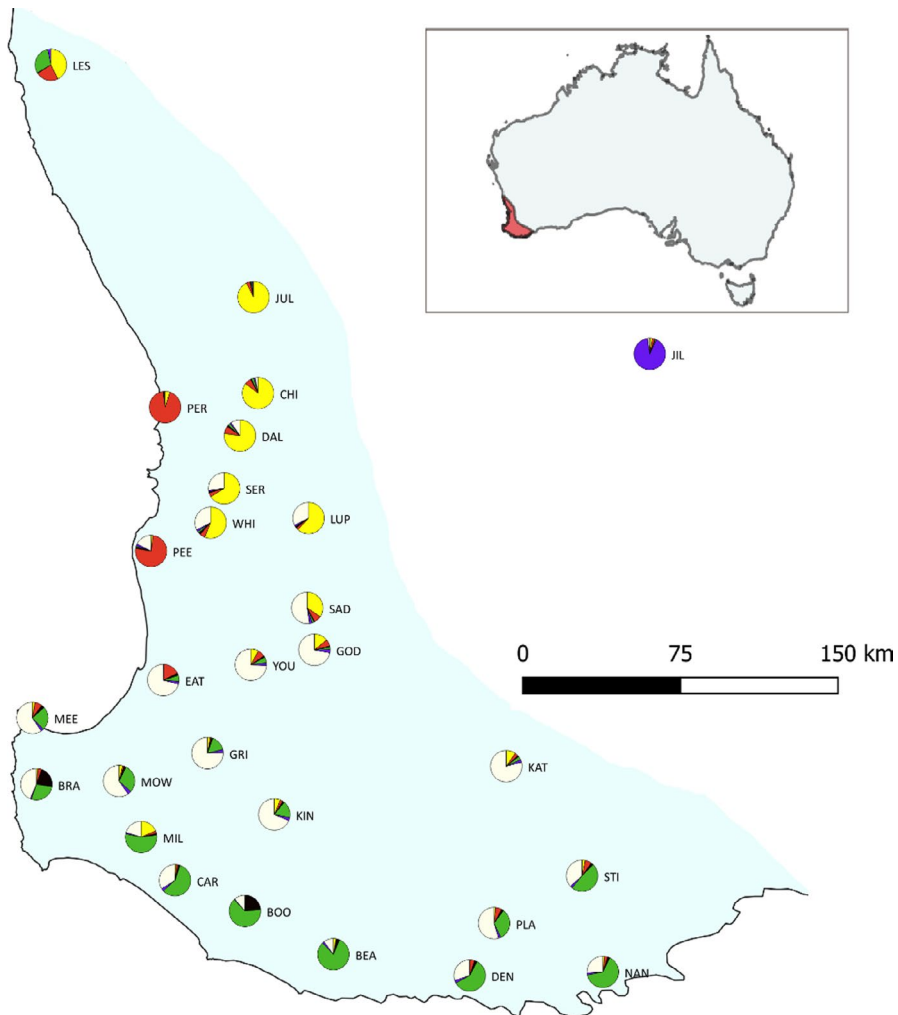 LES
JUL
JIL
CHI
PER
DAL
SER
LUP
WHI
PEE
SAD
GOD
0 75 150 km
YOU
EAT
MEE
GRI
KAT
BRA
MOW
KIN
MIL
STI
CAR
BOO
PLA
BEA
DEN
NAN